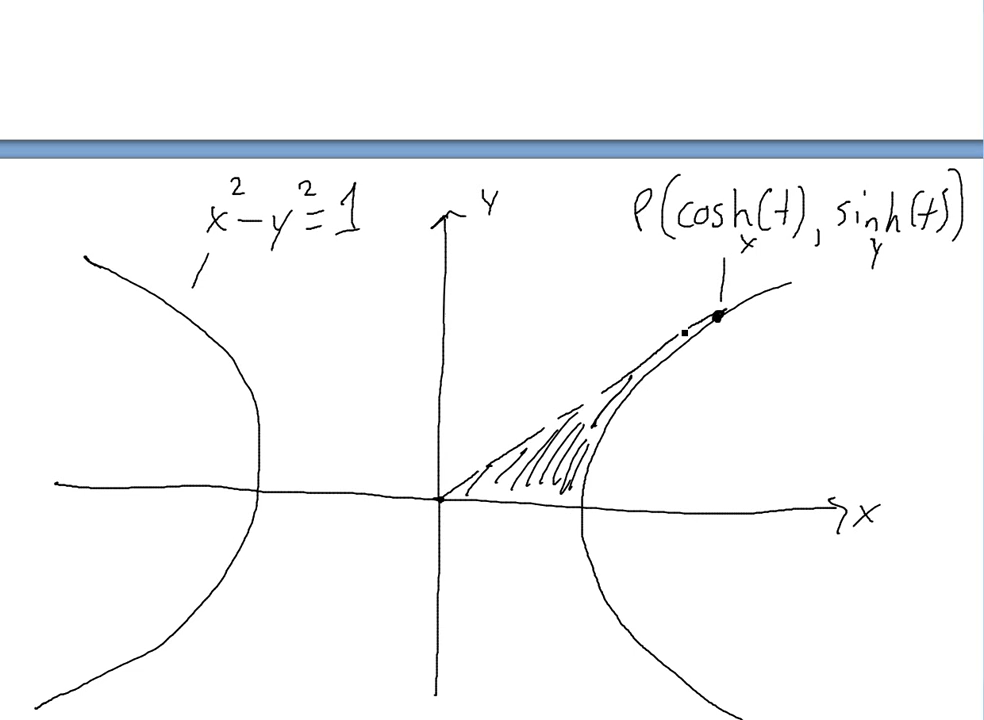 x² - y² = 1
y
P(cosh(t), sinh(t))
x
y
x